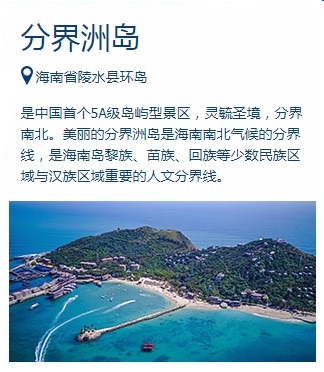 分界洲岛
海南省陵水县环岛
是中国首个5A级岛屿型景区，灵毓圣境，分界
南北。美丽的分界洲岛是海南南北气候的分界
线，是海南岛黎族、苗族、回族等少数民族区
域与汉族区域重要的人文分界线。